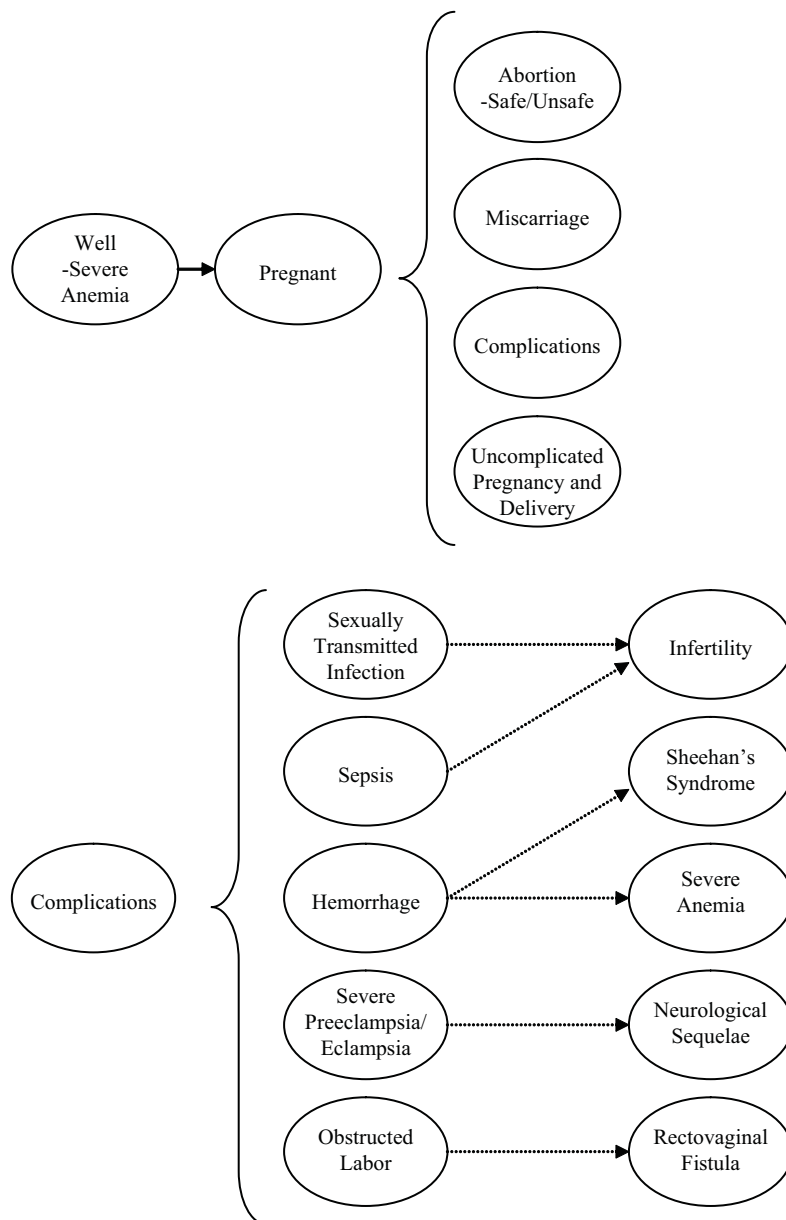 Abortion
-Safe/Unsafe
Miscarriage
Well
-Severe
Anemia
Pregnant
Complications
Uncomplicated
Pregnancy and
Delivery
Sexually
Transmitted
Infection
Infertility
Sepsis
Sheehan's
Syndrome
Complications
Hemorrhage
Severe
Anemia
Severe
Preeclampsia/
Eclampsia
Neurological
Sequelae
Obstructed
Labor
Rectovaginal
Fistula